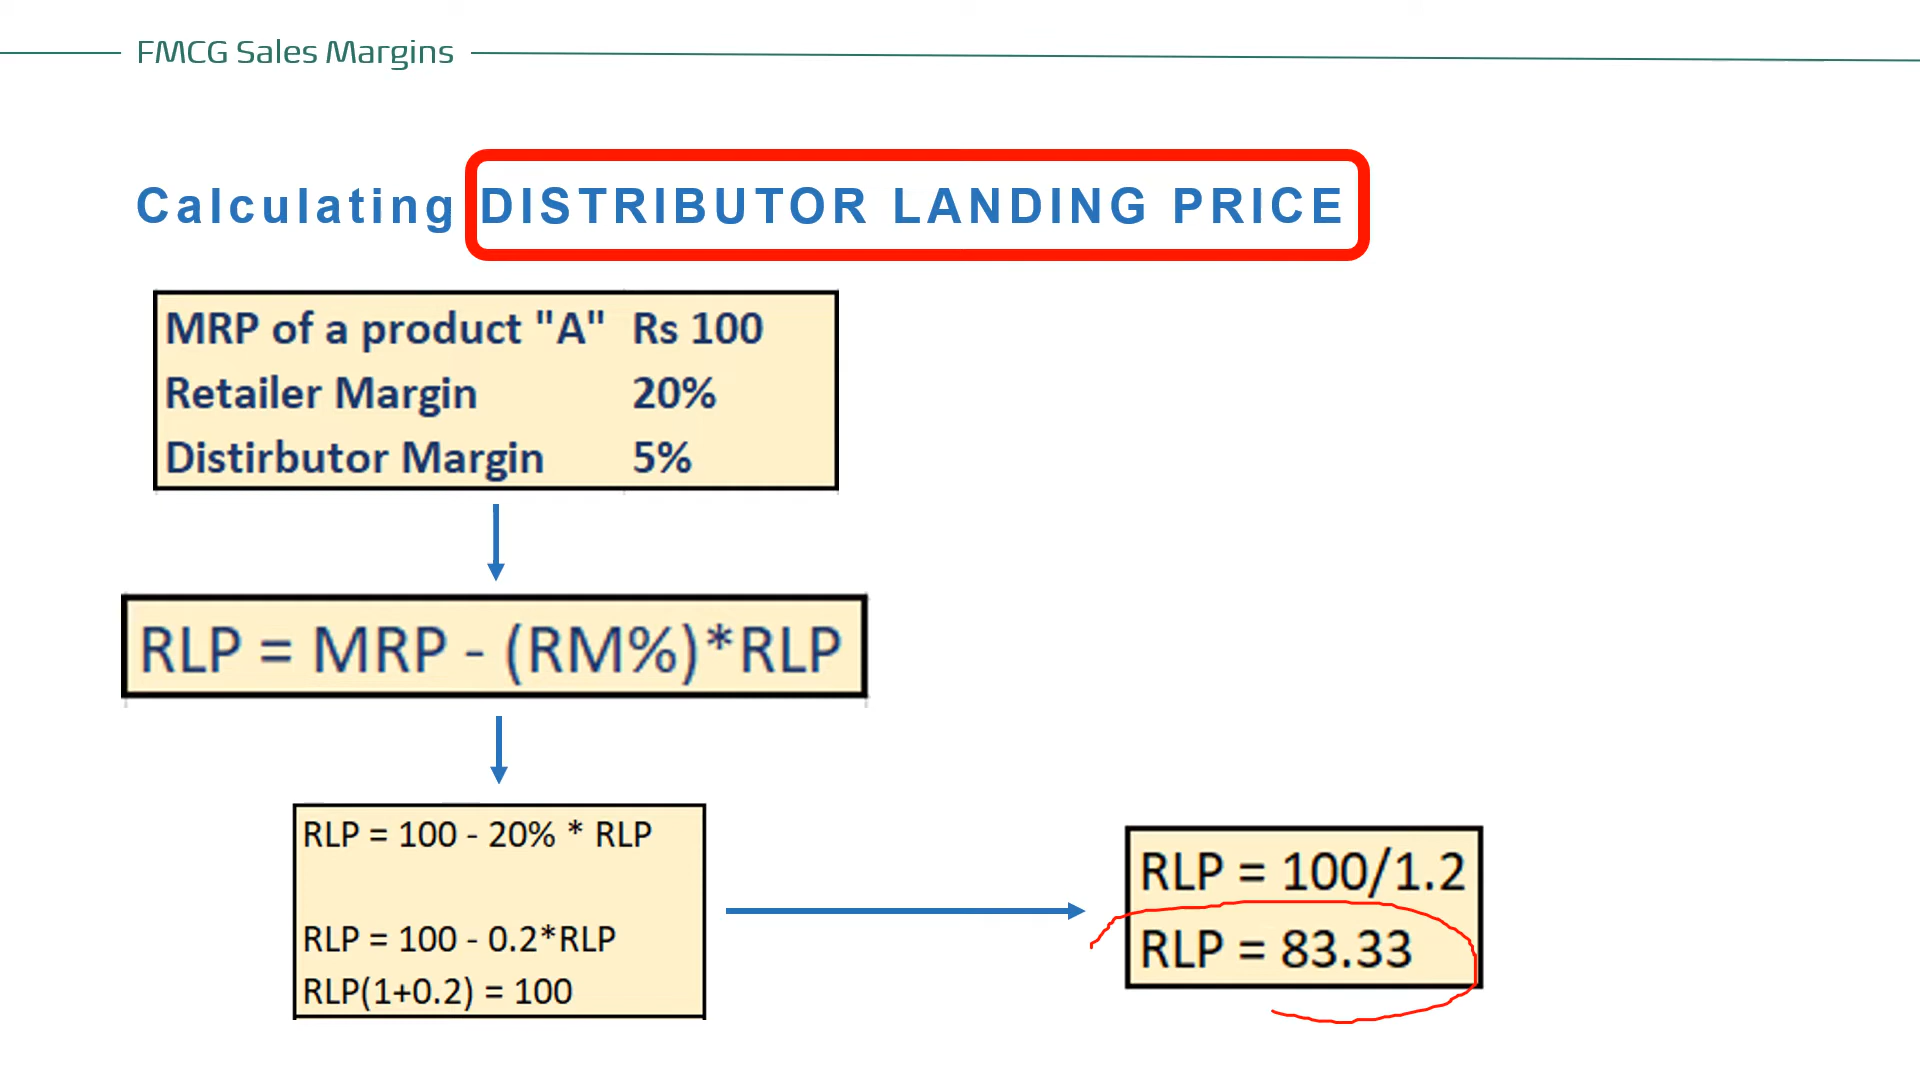 FMCG Sales Margins
Calculating DISTRIBUTOR LANDING PRICE
MRP of a product "A" Rs 100
Retailer Margin 20%
Distirbutor Margin 5%
RLP = MRP - (RM%)*RLP
RLP = 100 - 20% * RLP
RLP = 100 - 0.2*RLP
RLP(1+0.2) = 100
RLP = 100/1.2
RLP = 83.33